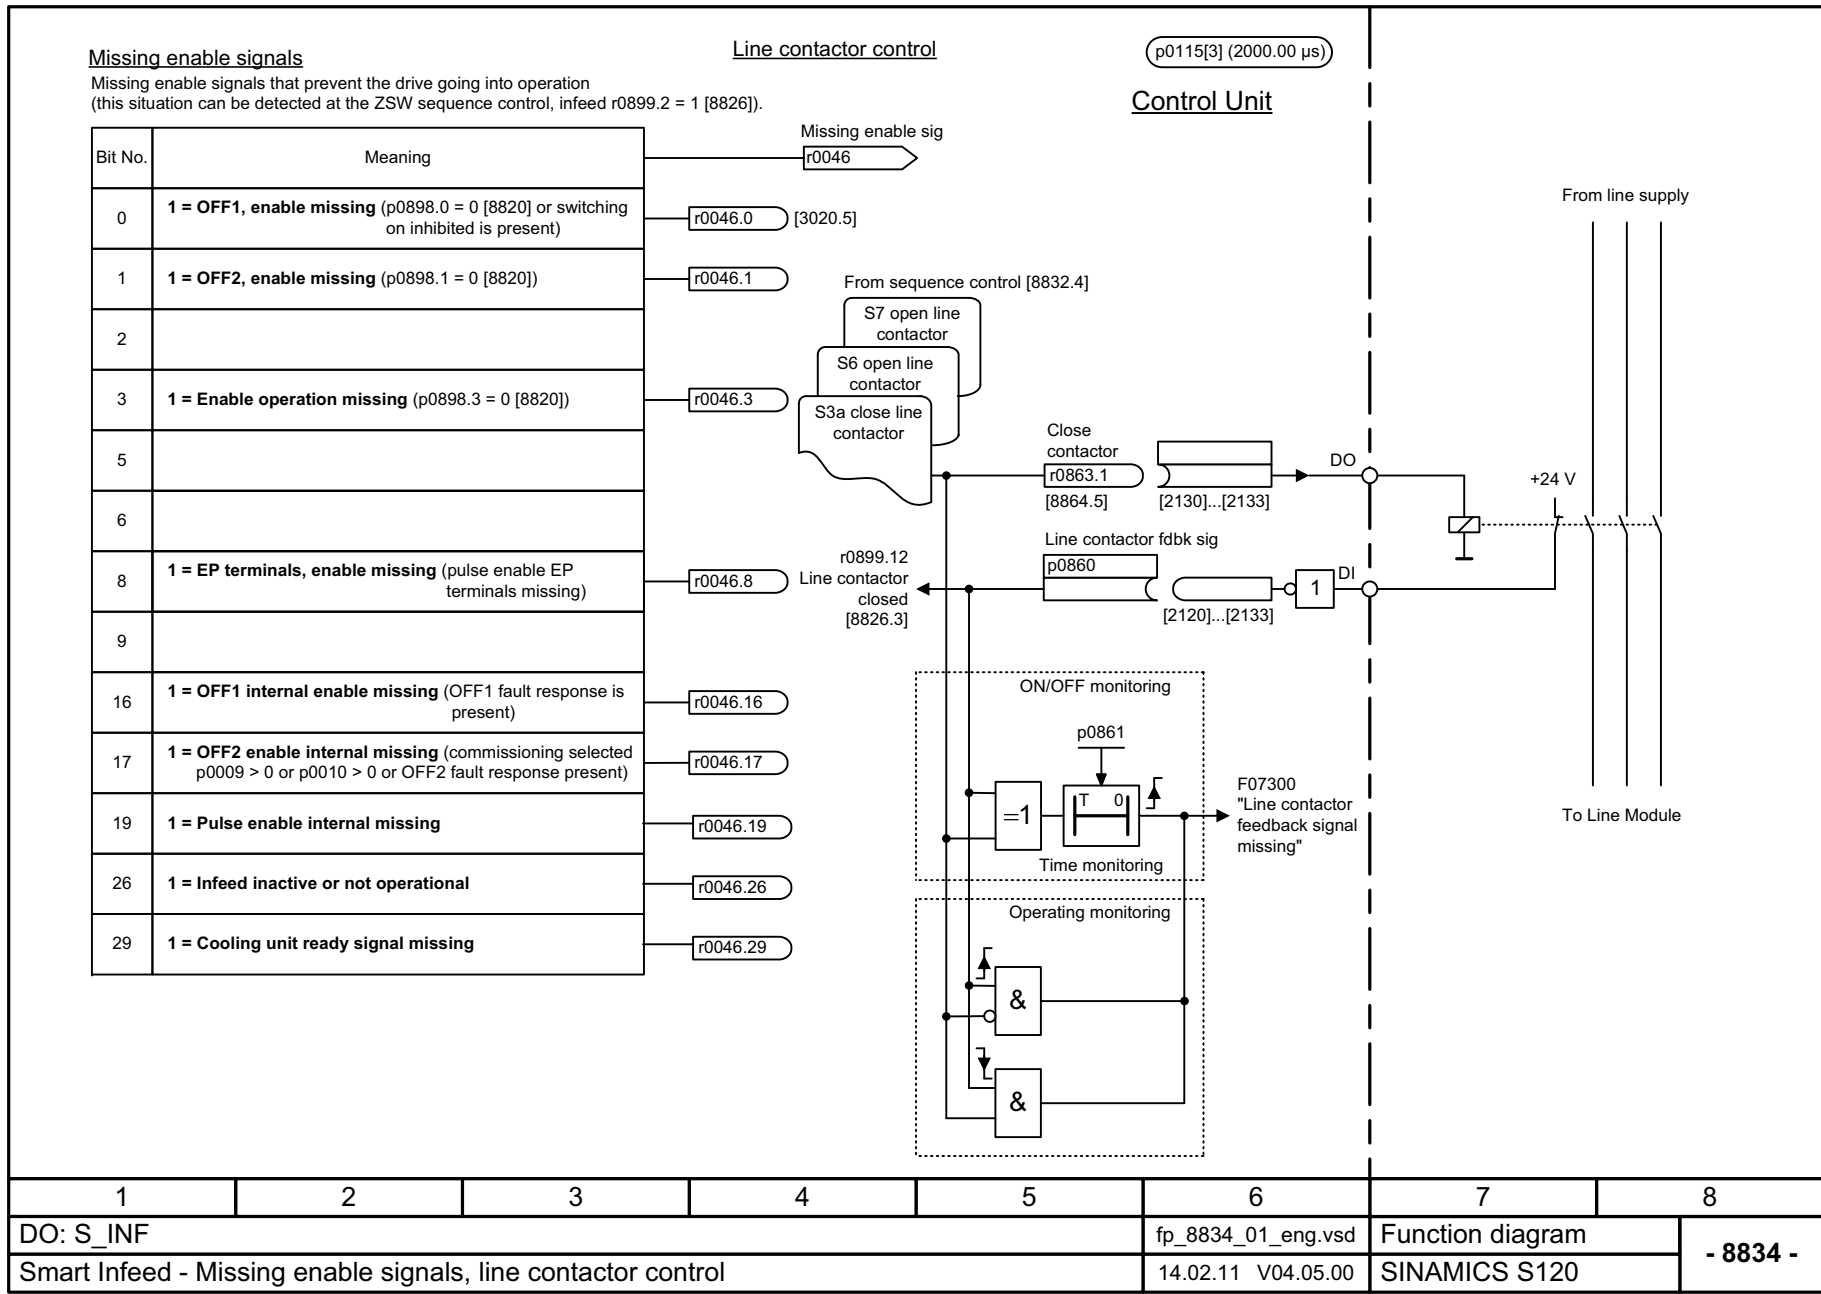 Missing enable signals
Missing enable signals that prevent the drive going into operation
(this situation can be detected at the ZSW sequence control, infeed r0899.2 = 1 [8826]).
Line contactor control
p0115[3] (2000.00 µs)
Control Unit
Bit No.
Meaning
Missing enable sig
r0046
0
1 = OFF1, enable missing (p0898.0 = 0 [8820] or switching
on inhibited is present)
r0046.0
[3020.5]
1
1 = OFF2, enable missing (p0898.1 = 0 [8820])
r0046.1
2
3
1 = Enable operation missing (p0898.3 = 0 [8820])
r0046.3
5
6
8
1 = EP terminals, enable missing (pulse enable EP
terminals missing)
r0046.8
9
16
1 = OFF1 internal enable missing (OFF1 fault response is
present)
r0046.16
17
1 = OFF2 enable internal missing (commissioning selected
p0009 > 0 or p0010 > 0 or OFF2 fault response present)
r0046.17
19
1 = Pulse enable internal missing
r0046.19
26
1 = Infeed inactive or not operational
r0046.26
29
1 = Cooling unit ready signal missing
r0046.29
From sequence control [8832.4]
S7 open line
contactor
S6 open line
contactor
S3a close line
contactor
Close
contactor
r0863.1
[8864.5]
[2130]...[2133]
DO
Line contactor fdbk sig
p0860
[2120]...[2133]
1
DI
r0899.12
Line contactor
closed
[8826.3]
From line supply
+24 V
To Line Module
ON/OFF monitoring
p0861
=1
T 0
Time monitoring
F07300
"Line contactor
feedback signal
missing"
Operating monitoring
&
&
1 2 3 4 5 6 7 8
DO: S_INF
fp_8834_01_eng.vsd
Function diagram
- 8834 -
Smart Infeed - Missing enable signals, line contactor control
14.02.11 V04.05.00
SINAMICS S120